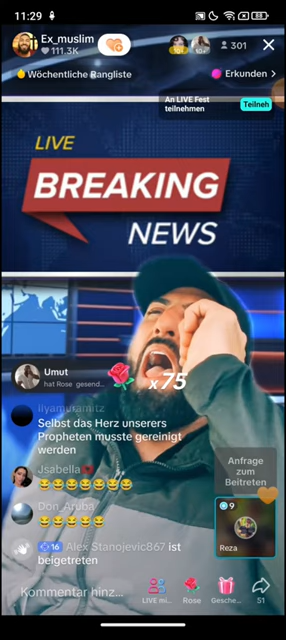 11:29
58
Ex_muslim
111.3K
301
Wöchentliche Rangliste
Erkunden >
An LIVE Fest
teilnehmen
Teilneh
LIVE
BREAKING
NEWS
Umut
hat Rose gesend..
x75
Ilyamuramitz
Selbst das Herz unserers
Propheten musste gereinigt
werden
Jsabella
Don_Aruba
16 Alex Stanojevic867 ist
beigetreten
Anfrage
zum
Beitreten
9
Reza
Kommentar hinz...
LIVE mi...
Rose
Gesche...
51